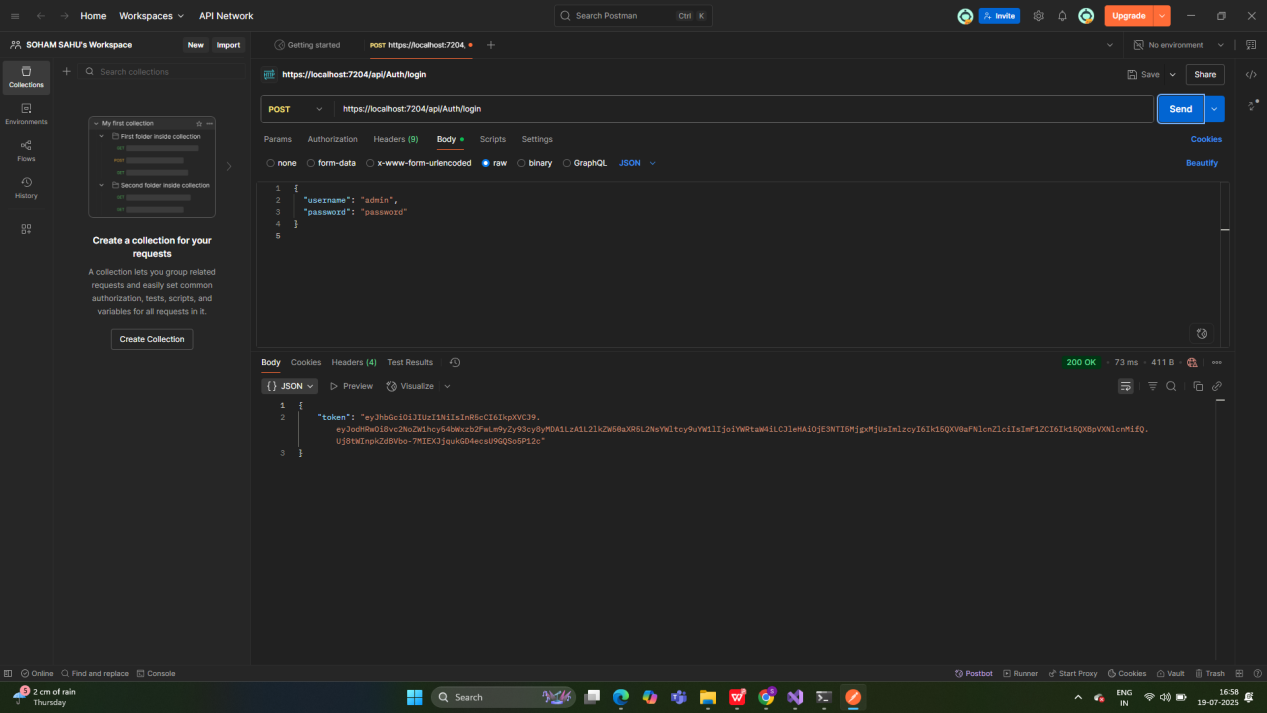 Home
Workspaces
API Network
Search Postman
Ctrl K
Invite
Upgrade
SOHAM SAHU's Workspace
New
Import
Getting started
POST https://localhost:7204,
No environment
Collections
Environments
Flows
History
Search collections
My first collection
First folder inside collection
GET
POST
GET
Second folder inside collection
GET
GET
Create a collection for your
requests
A collection lets you group related
requests and easily set common
authorization, tests, scripts, and
variables for all requests in it.
Create Collection
https://localhost:7204/api/Auth/login
Save
Share
POST
https://localhost:7204/api/Auth/login
Send
Params
Authorization
Headers (9)
Body
Scripts
Settings
Cookies
none
form-data
x-www-form-urlencoded
raw
binary
GraphQL
JSON
Beautify
1 {
2 "username": "admin",
3 "password": "password"
4 }
5
Body
Cookies
Headers (4)
Test Results
200 OK
73 ms
411 B
{} JSON
Preview
Visualize
1 {
2 "token": "eyJhbGciOiJIUzI1NiIsInR5cCI6IkpXVCJ9.
3 }
Online
Find and replace
Console
Postbot
Runner
Start Proxy
Cookies
Vault
Trash
5
2 cm of rain
Thursday
Search
ENG
IN
16:58
19-07-2025